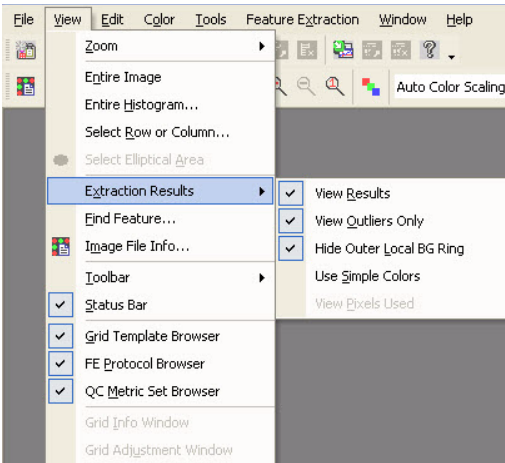 File View Edit Color Tools Feature Extraction Window Help
Auto Color Scaling
Zoom
Entire Image
Entire Histogram...
Select Row or Column...
Select Elliptical Area
Extraction Results
Find Feature...
Image File Info...
Toolbar
Status Bar
Grid Template Browser
FE Protocol Browser
QC Metric Set Browser
Grid Info Window
Grid Adjustment Window
View Results
View Outliers Only
Hide Outer Local BG Ring
Use Simple Colors
View Pixels Used